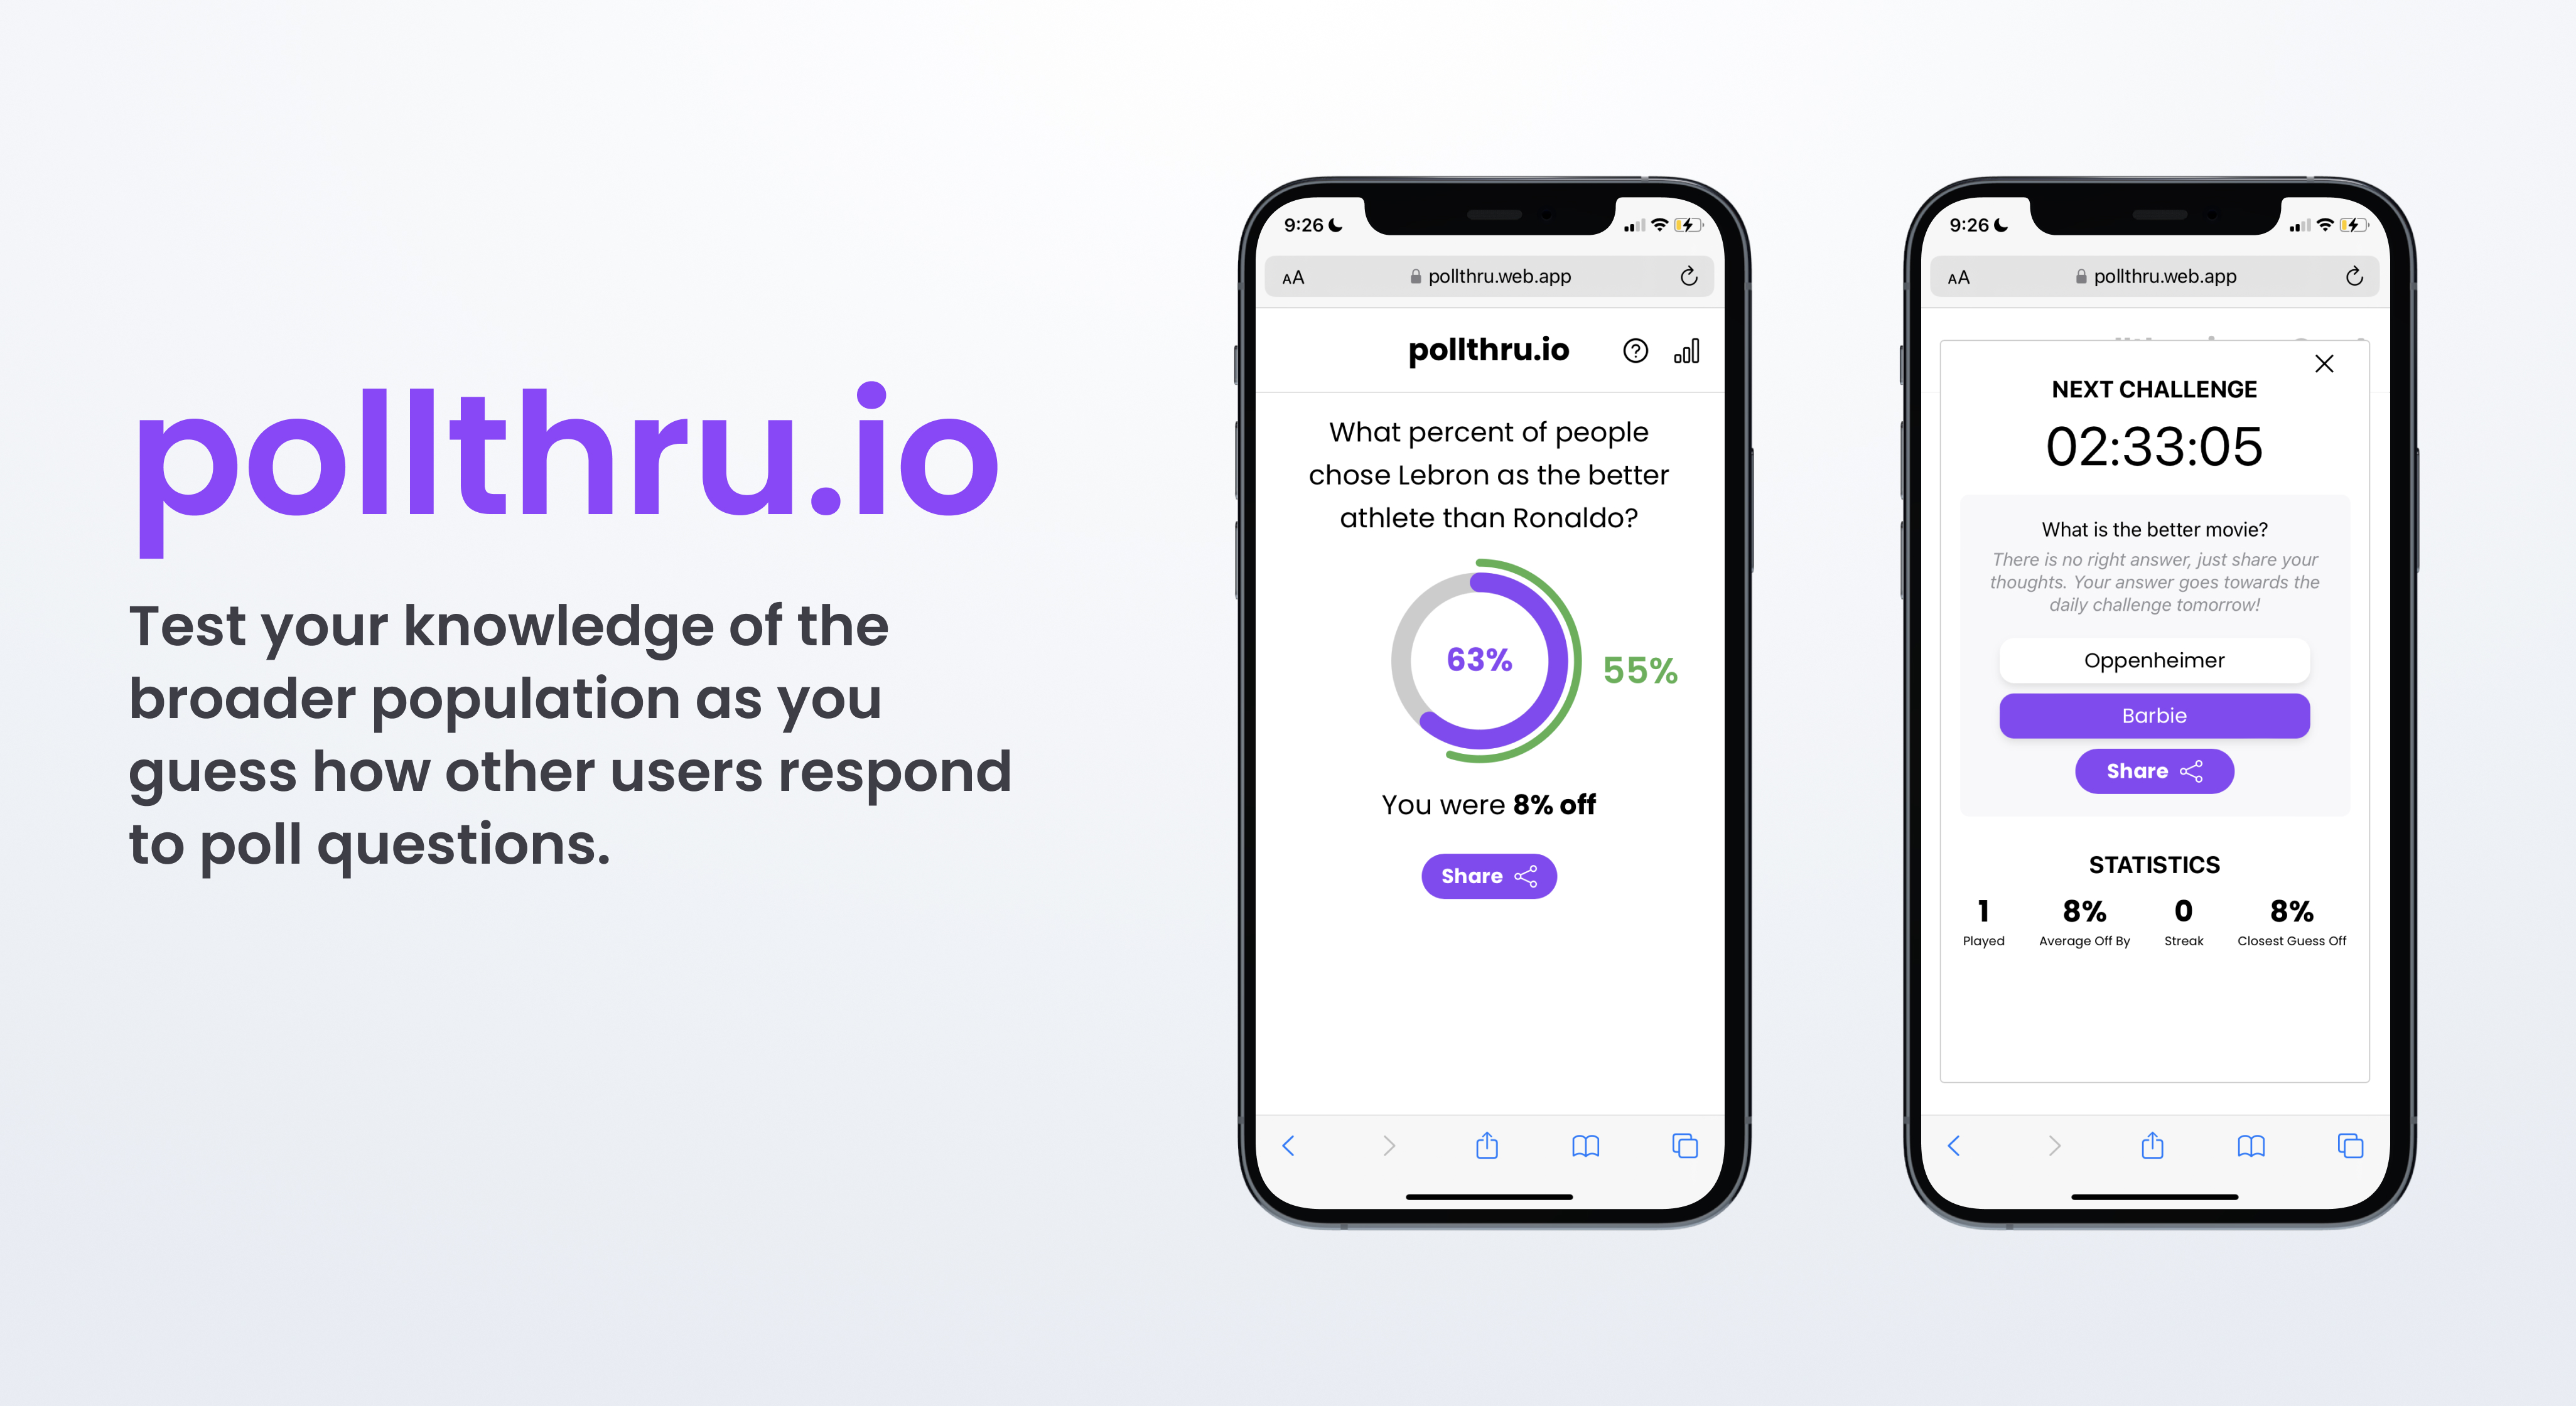 pollthru.io
Test your knowledge of the
broader population as you
guess how other users respond
to poll questions.
9:26
AA
pollthru.web.app
pollthru.io
What percent of people
chose Lebron as the better
athlete than Ronaldo?
63%
55%
You were 8% off
Share
9:26
AA
pollthru.web.app
NEXT CHALLENGE
02:33:05
What is the better movie?
There is no right answer, just share your
thoughts. Your answer goes towards the
daily challenge tomorrow!
Oppenheimer
Barbie
Share
STATISTICS
1 8% 0 8%
Played Average Off By Streak Closest Guess Off